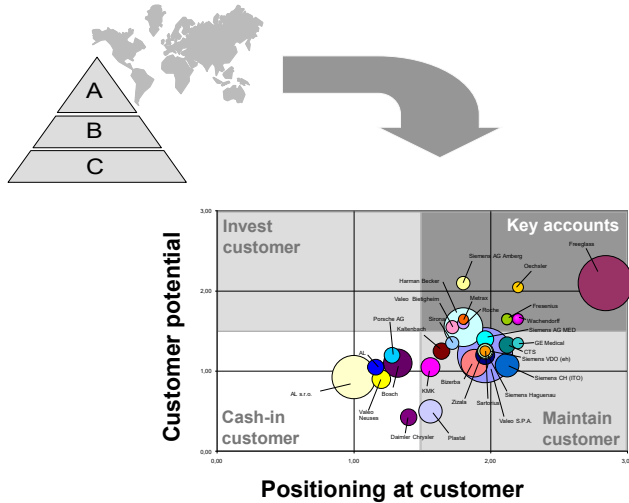 A
B
C
Customer potential
3,00
2,00
1,00
0,00
0,00
1,00
2,00
3,0
Invest
customer
Key accounts
Cash-in
customer
Maintain
customer
Siemens AG Amberg
Freeglass
Oechsler
Harman Becker
Matrax
Valeo Bietigheim
Roche
Fresenius
Sirona
Wachendorff
Porsche AG
Siemens AG MED
Kaltenbach
GE Medical
AL
CTS
Siemens VDO (eh)
AL s.r.o.
Bosch
KMK
Bizerba
Siemens CH (ITO)
Valeo
Neuses
Zizala
Sartorius
Siemens Haguenau
Daimler Chrysler
Plastal
Valeo S.P.A.
Positioning at customer